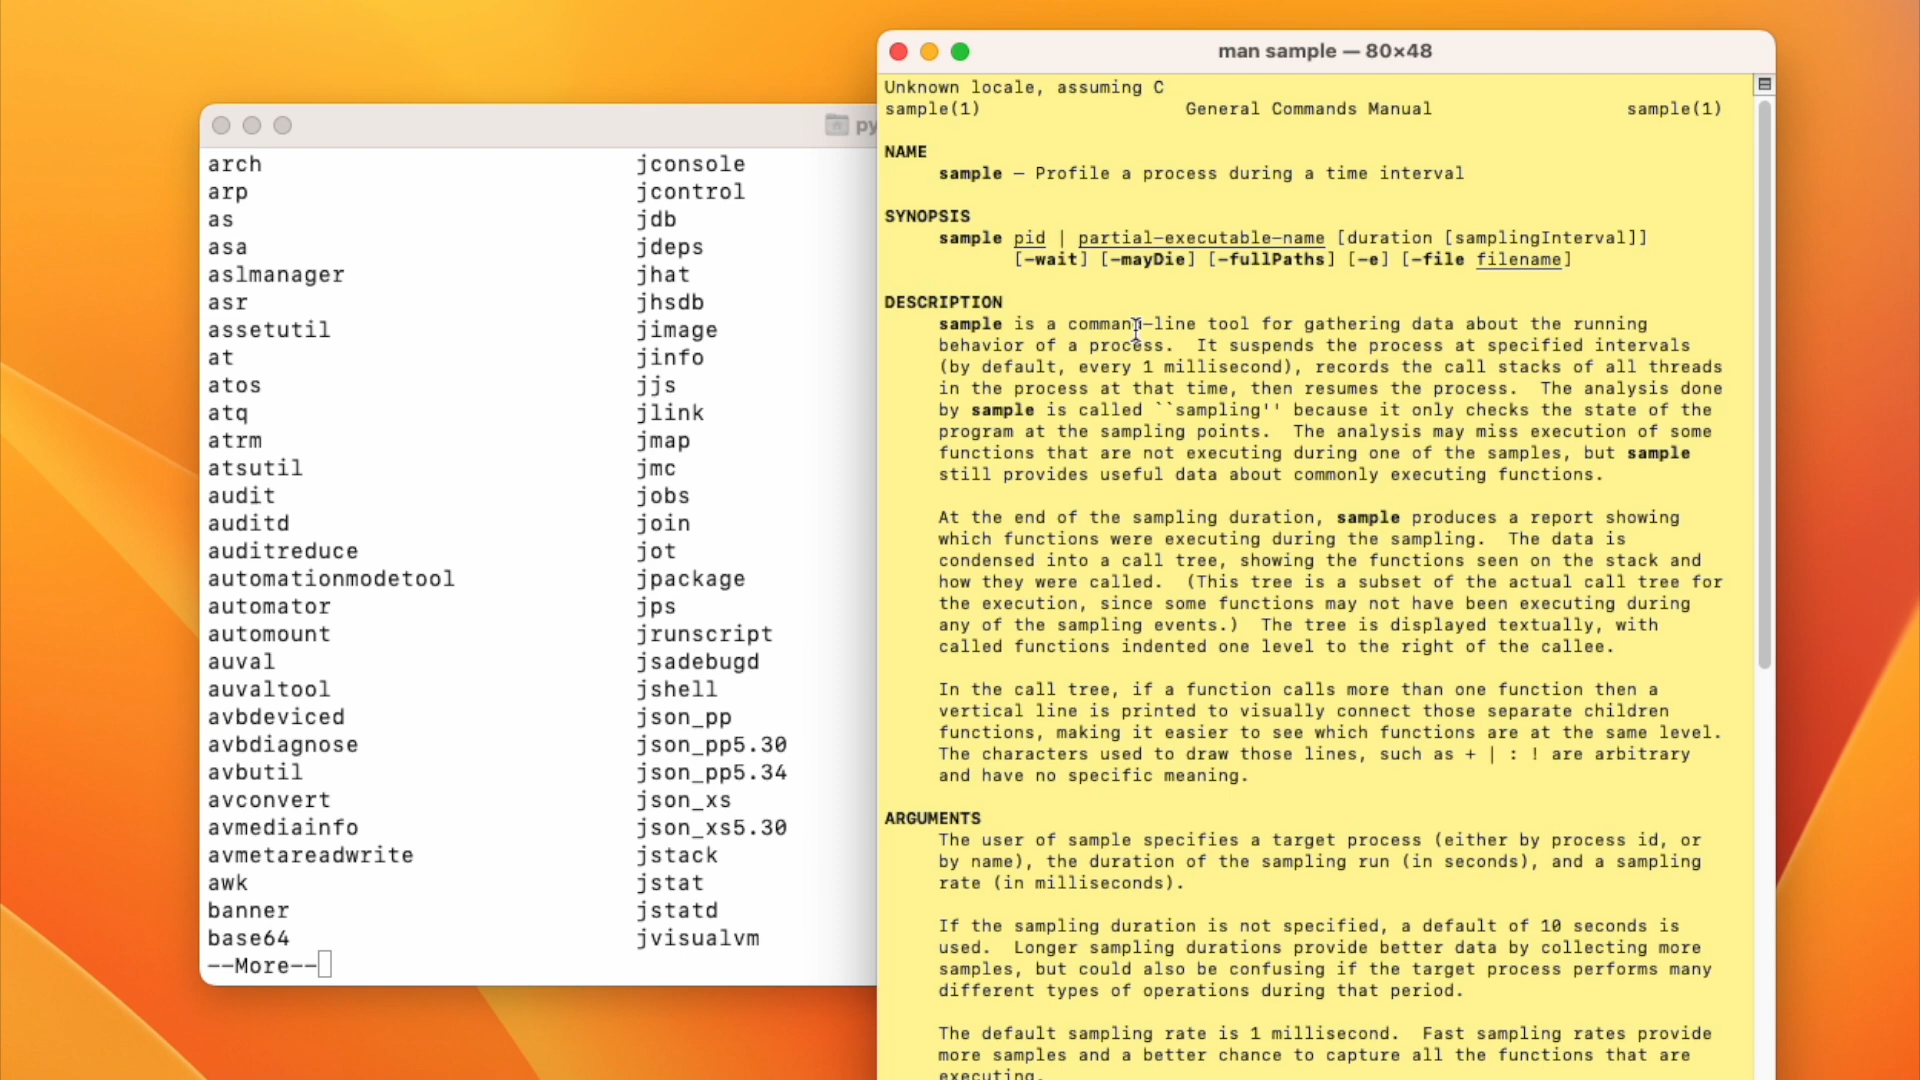 py
arch jconsole
arp jcontrol
as jdb
asa jdeps
aslmanager jhat
asr jhsdb
assetutil jimage
at jinfo
atos jjs
atq jlink
atrm jmap
atsutil jmc
audit jobs
auditd join
auditreduce jot
automationmodetool jpackage
automator jps
automount jrunscript
auval jsadebugd
auvaltool jshell
avbdeviced json_pp
avbdiagnose json_pp5.30
avbutil json_pp5.34
avconvert json_xs
avmediainfo json_xs5.30
avmetareadwrite jstack
awk jstat
banner jstatd
base64 jvisualvm
--More--
man sample — 80×48
Unknown locale, assuming C
sample(1) General Commands Manual sample(1)
NAME
sample – Profile a process during a time interval
SYNOPSIS
sample pid | partial-executable-name [duration [samplingInterval]]
[-wait] [-mayDie] [-fullPaths] [-e] [-file filename]
DESCRIPTION
sample is a command-line tool for gathering data about the running
behavior of a process. It suspends the process at specified intervals
(by default, every 1 millisecond), records the call stacks of all threads
in the process at that time, then resumes the process. The analysis done
by sample is called ``sampling'' because it only checks the state of the
program at the sampling points. The analysis may miss execution of some
functions that are not executing during one of the samples, but sample
still provides useful data about commonly executing functions.
At the end of the sampling duration, sample produces a report showing
which functions were executing during the sampling. The data is
condensed into a call tree, showing the functions seen on the stack and
how they were called. (This tree is a subset of the actual call tree for
the execution, since some functions may not have been executing during
any of the sampling events.) The tree is displayed textually, with
called functions indented one level to the right of the callee.
In the call tree, if a function calls more than one function then a
vertical line is printed to visually connect those separate children
functions, making it easier to see which functions are at the same level.
The characters used to draw those lines, such as + | : ! are arbitrary
and have no specific meaning.
ARGUMENTS
The user of sample specifies a target process (either by process id, or
by name), the duration of the sampling run (in seconds), and a sampling
rate (in milliseconds).
If the sampling duration is not specified, a default of 10 seconds is
used. Longer sampling durations provide better data by collecting more
samples, but could also be confusing if the target process performs many
different types of operations during that period.
The default sampling rate is 1 millisecond. Fast sampling rates provide
more samples and a better chance to capture all the functions that are
executing.